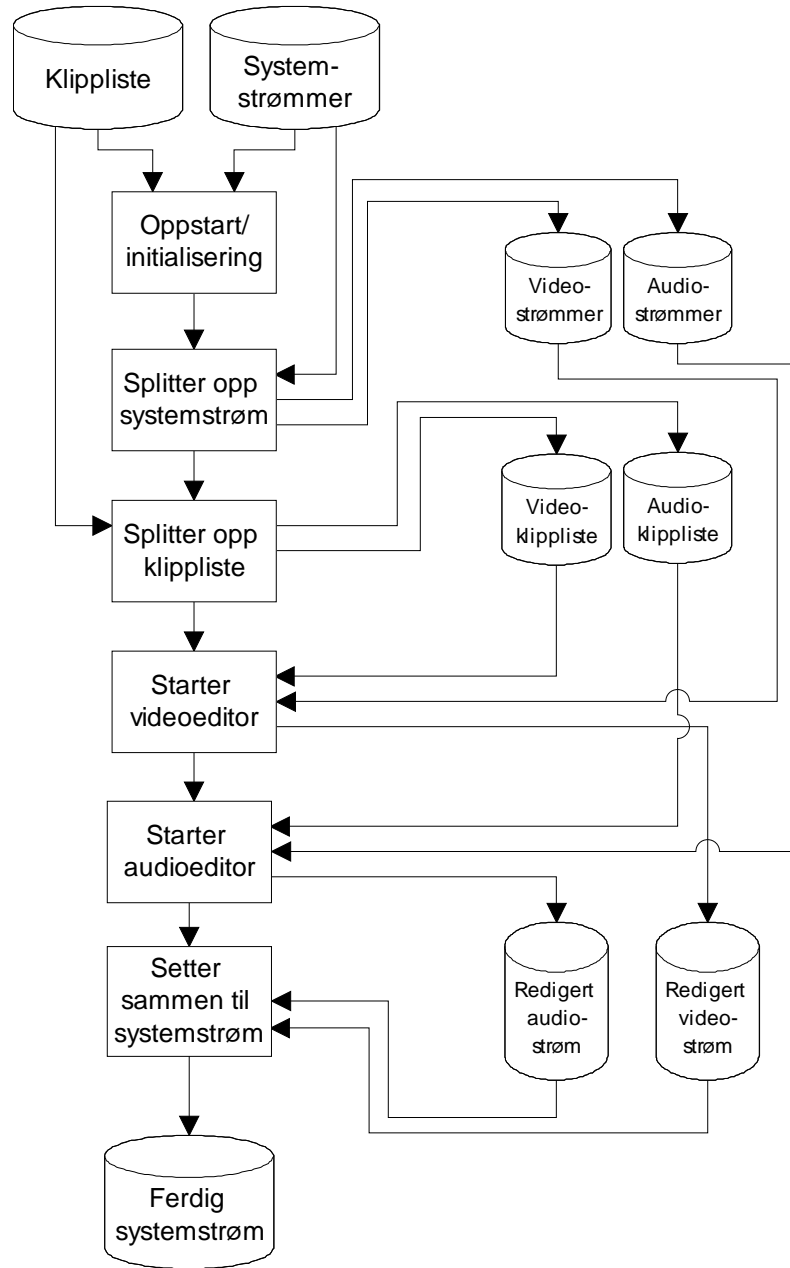 Klippliste
System-
strømmer
Oppstart/
initialisering
Video-
strømmer
Audio-
strømmer
Splitter opp
systemstrøm
Video-
klippliste
Audio-
klippliste
Splitter opp
klippliste
Starter
videoeditor
Starter
audioeditor
Setter
sammen til
systemstrøm
Redigert
audio-
strøm
Redigert
video-
strøm
Ferdig
systemstrøm